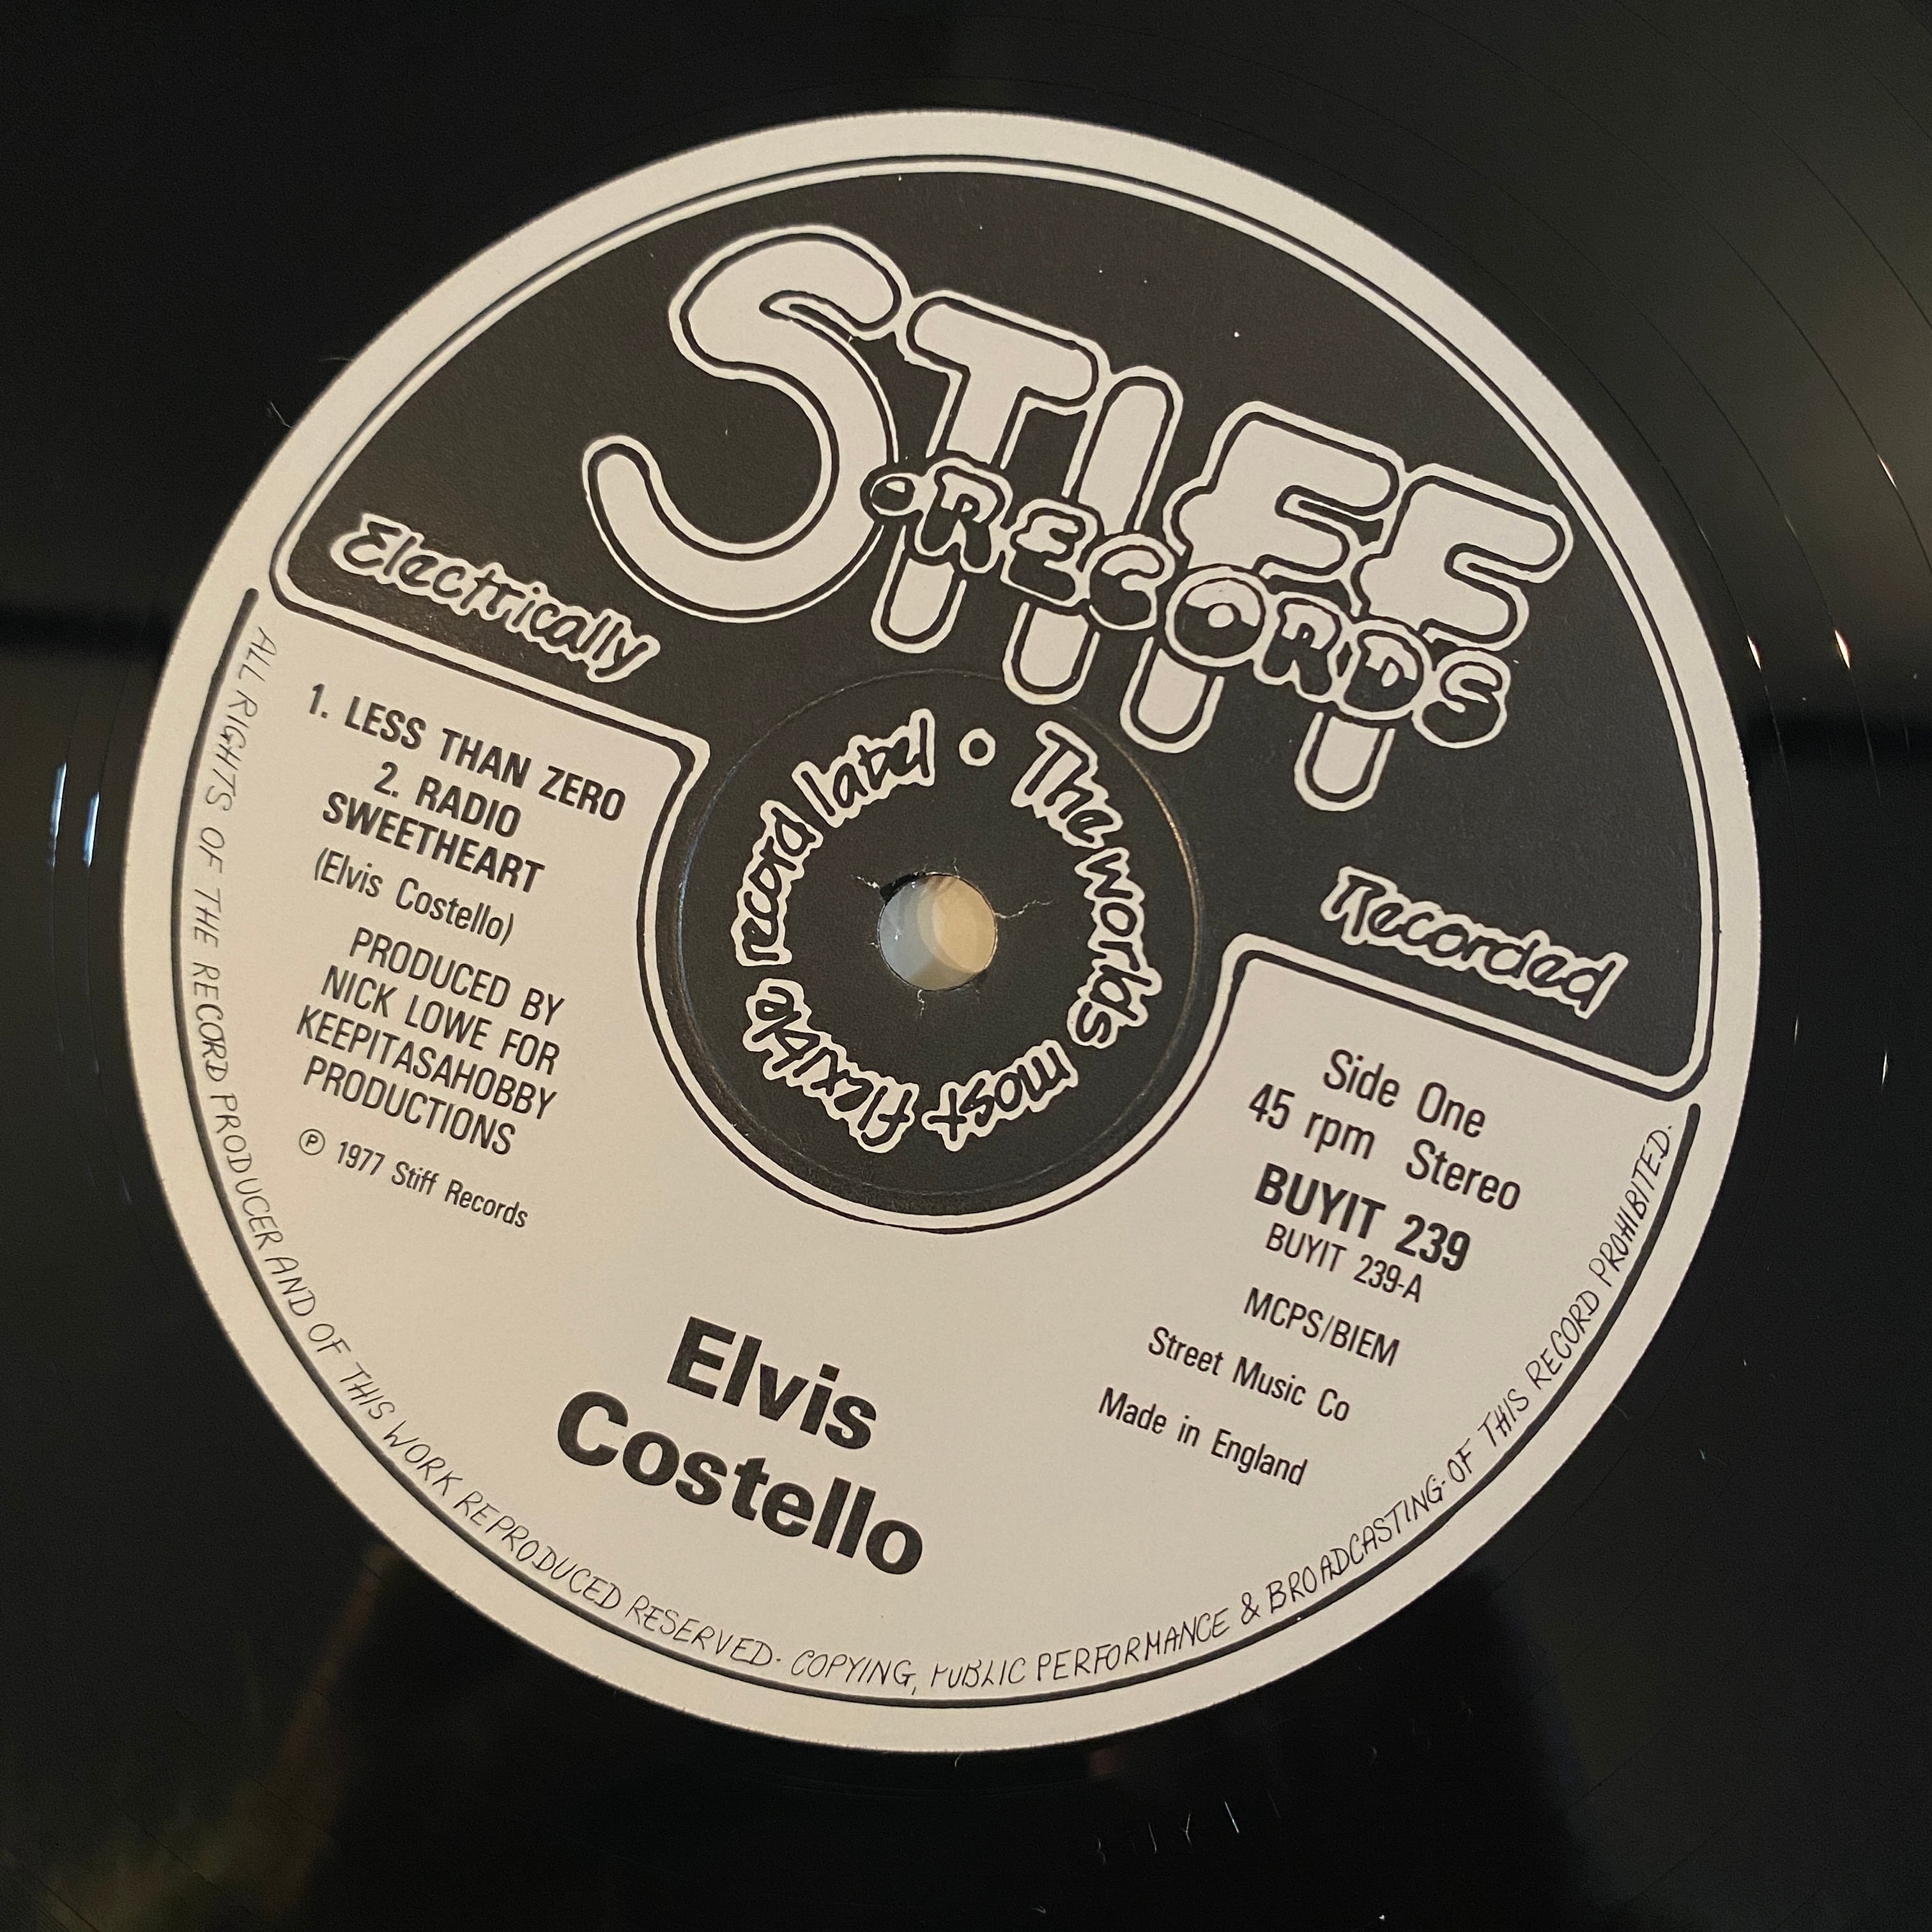 STIFF
·RECORDS
Electrically
Recorded
The worlds most flexible record label
1. LESS THAN ZERO
2. RADIO
SWEETHEART
(Elvis Costello)
PRODUCED BY
NICK LOWE FOR
KEEPITASAHOBBY
PRODUCTIONS
℗ 1977 Stiff Records
Side One
45 rpm Stereo
BUYIT 239
BUYIT 239-A
MCPS/BIEM
Street Music Co
Made in England
Elvis
Costello
ALL RIGHTS OF THE RECORD PRODUCER AND OF THIS WORK REPRODUCED RESERVED. COPYING, PUBLIC PERFORMANCE & BROADCASTING OF THIS RECORD PROHIBITED.